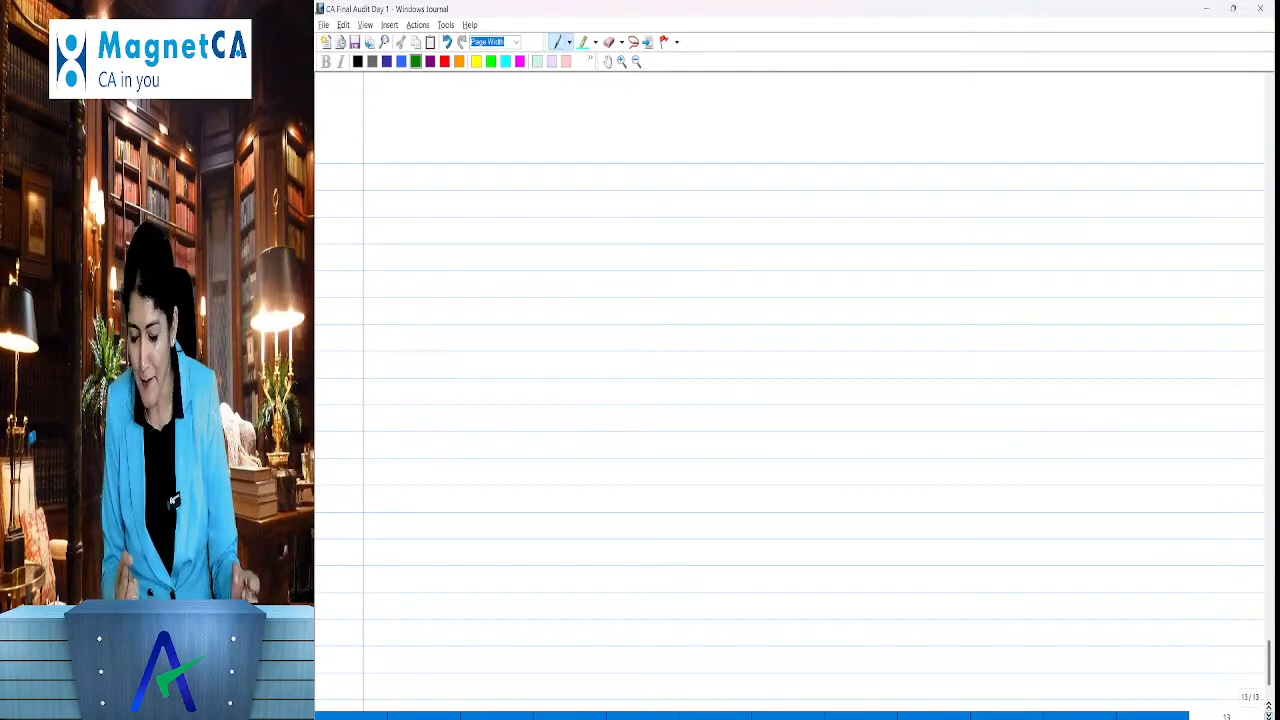 CA Final Audit Day 1 - Windows Journal
File Edit View Insert Actions Tools Help
Page Width
B I
MagnetCA
CA in you
13 / 13
13